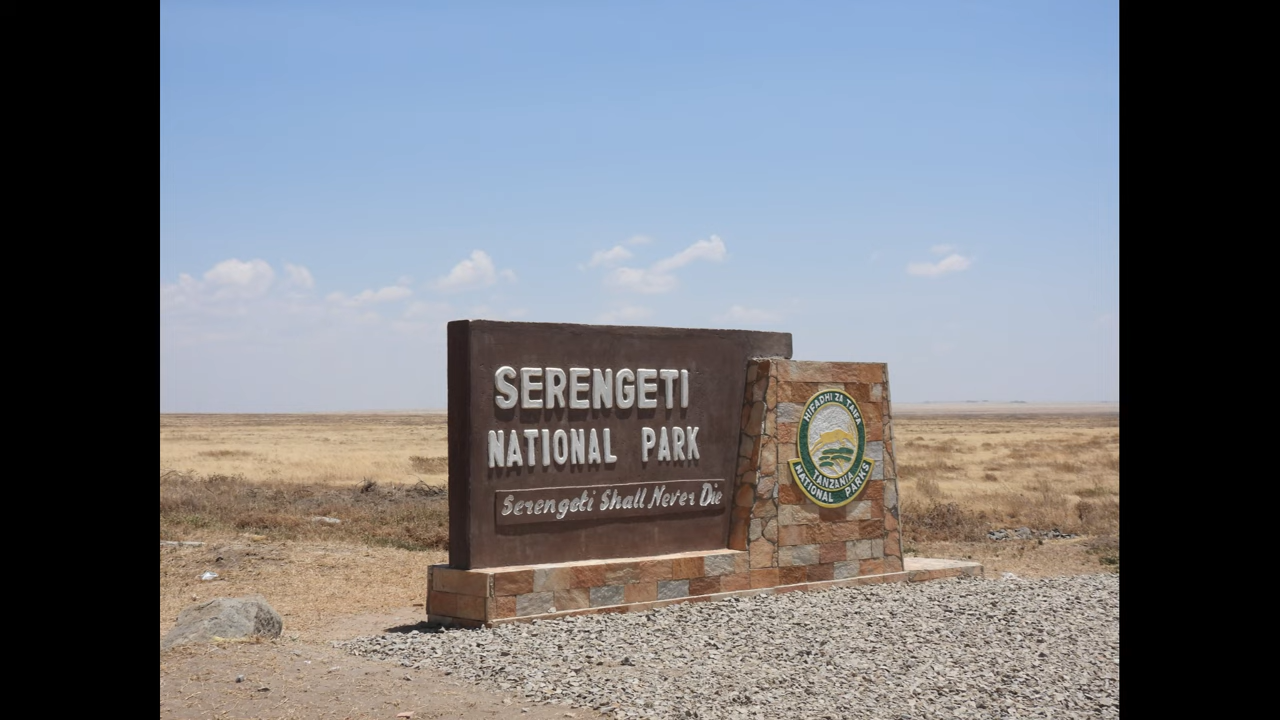 SERENGETI
NATIONAL PARK
Serengeti Shall Never Die
HIFADHI ZA TAIFA
TANZANIA
NATIONAL PARKS